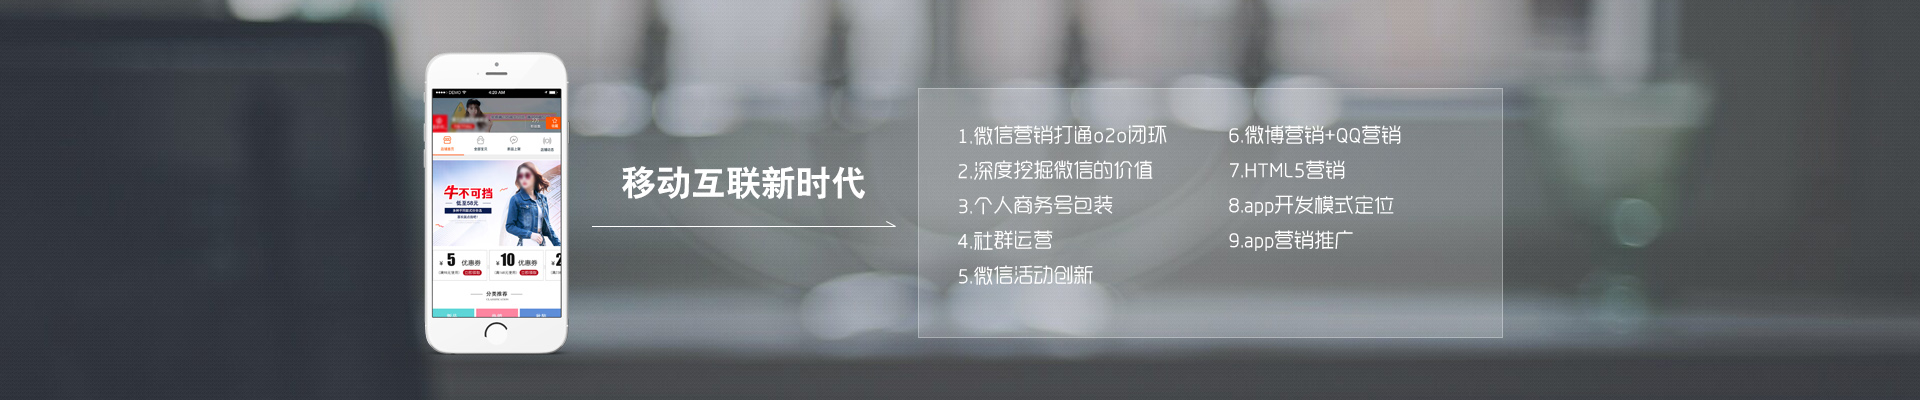 DEMO
4:20 AM
牛不可挡
低至58元
¥5 优惠券
¥10 优惠券
¥2
分类推荐
移动互联新时代
1.微信营销打通o2o闭环
2.深度挖掘微信的价值
3.个人商务号包装
4.社群运营
5.微信活动创新
6.微博营销+QQ营销
7.HTML5营销
8.app开发模式定位
9.app营销推广